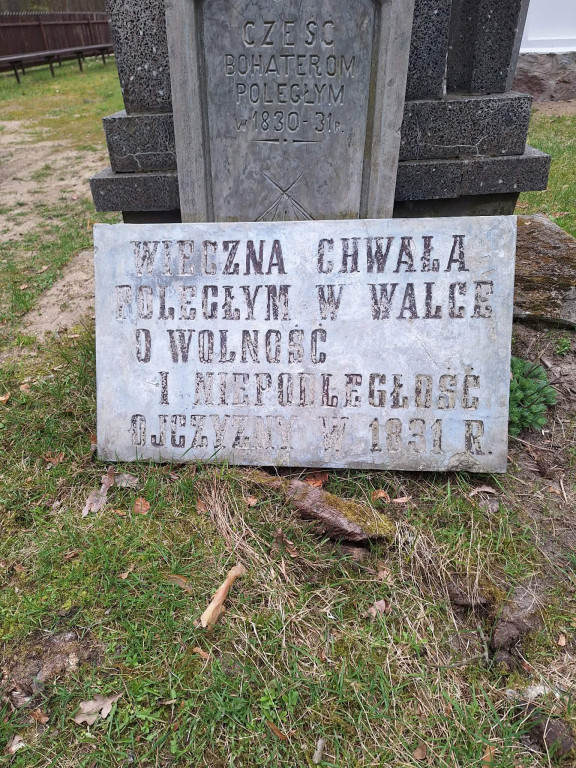 CZEŚĆ
BOHATEROM
POLEGŁYM
w 1830-31 r.
WIECZNA CHWAŁA
POLEGŁYM W WALCE
O WOLNOŚĆ
I NIEPODLEGŁOŚĆ
OJCZYZNY W 1831 R.